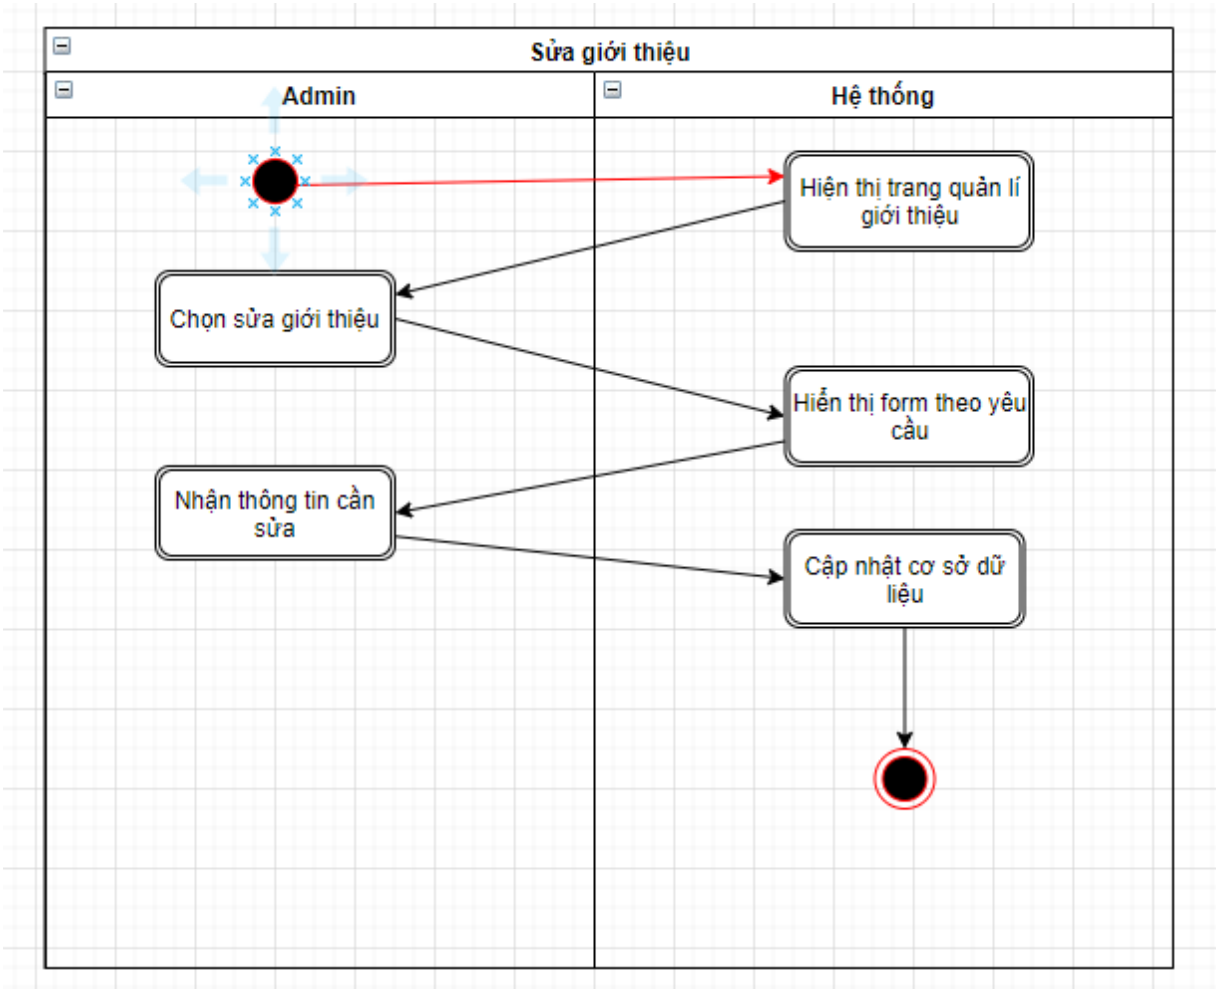 Sửa giới thiệu
Admin
Hệ thống
Hiện thị trang quản lí
giới thiệu
Chọn sửa giới thiệu
Hiển thị form theo yêu
cầu
Nhận thông tin cần
sửa
Cập nhật cơ sở dữ
liệu